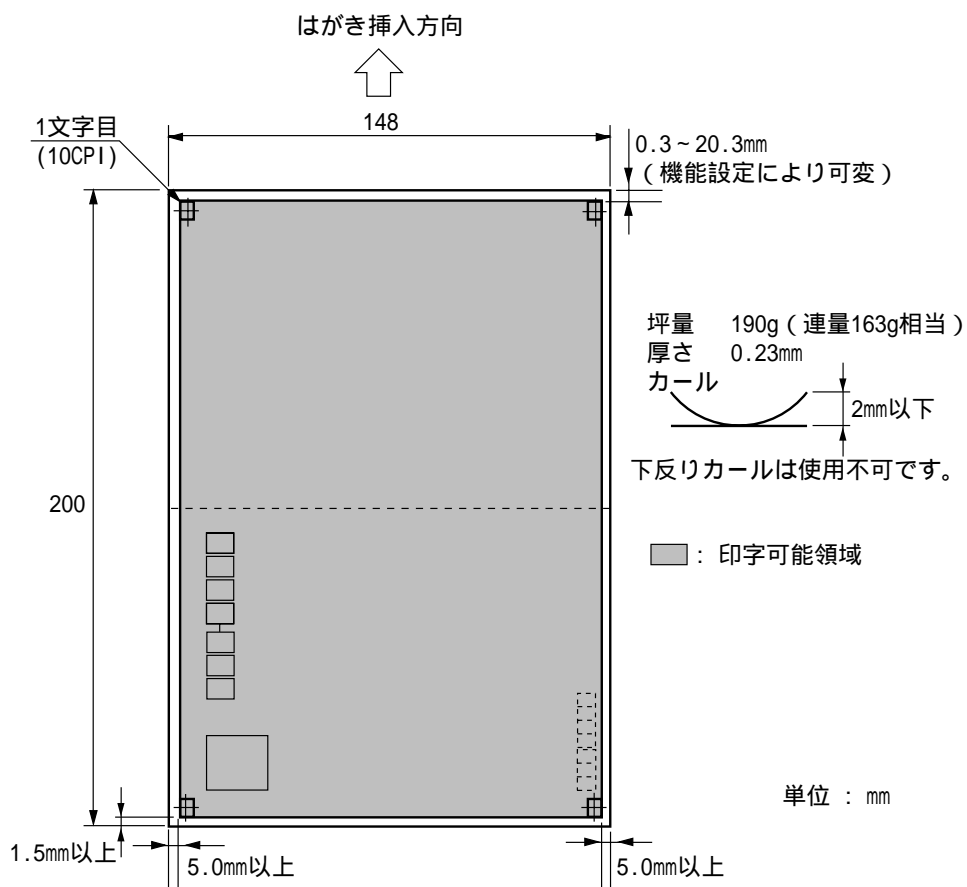 はがき挿入方向
148
1文字目
(10CPI)
0.3~20.3㎜
(機能設定により可変)
坪量 190g(連量163g相当)
厚さ 0.23㎜
カール
2㎜以下
下反りカールは使用不可です。
200
: 印字可能領域
単位 : ㎜
1.5㎜以上
5.0㎜以上
5.0㎜以上